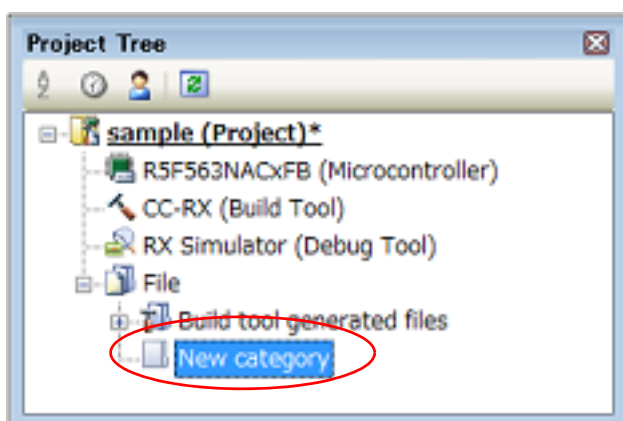 Project Tree
sample (Project)*
R5F563NACxFB (Microcontroller)
CC-RX (Build Tool)
RX Simulator (Debug Tool)
File
Build tool generated files
New category